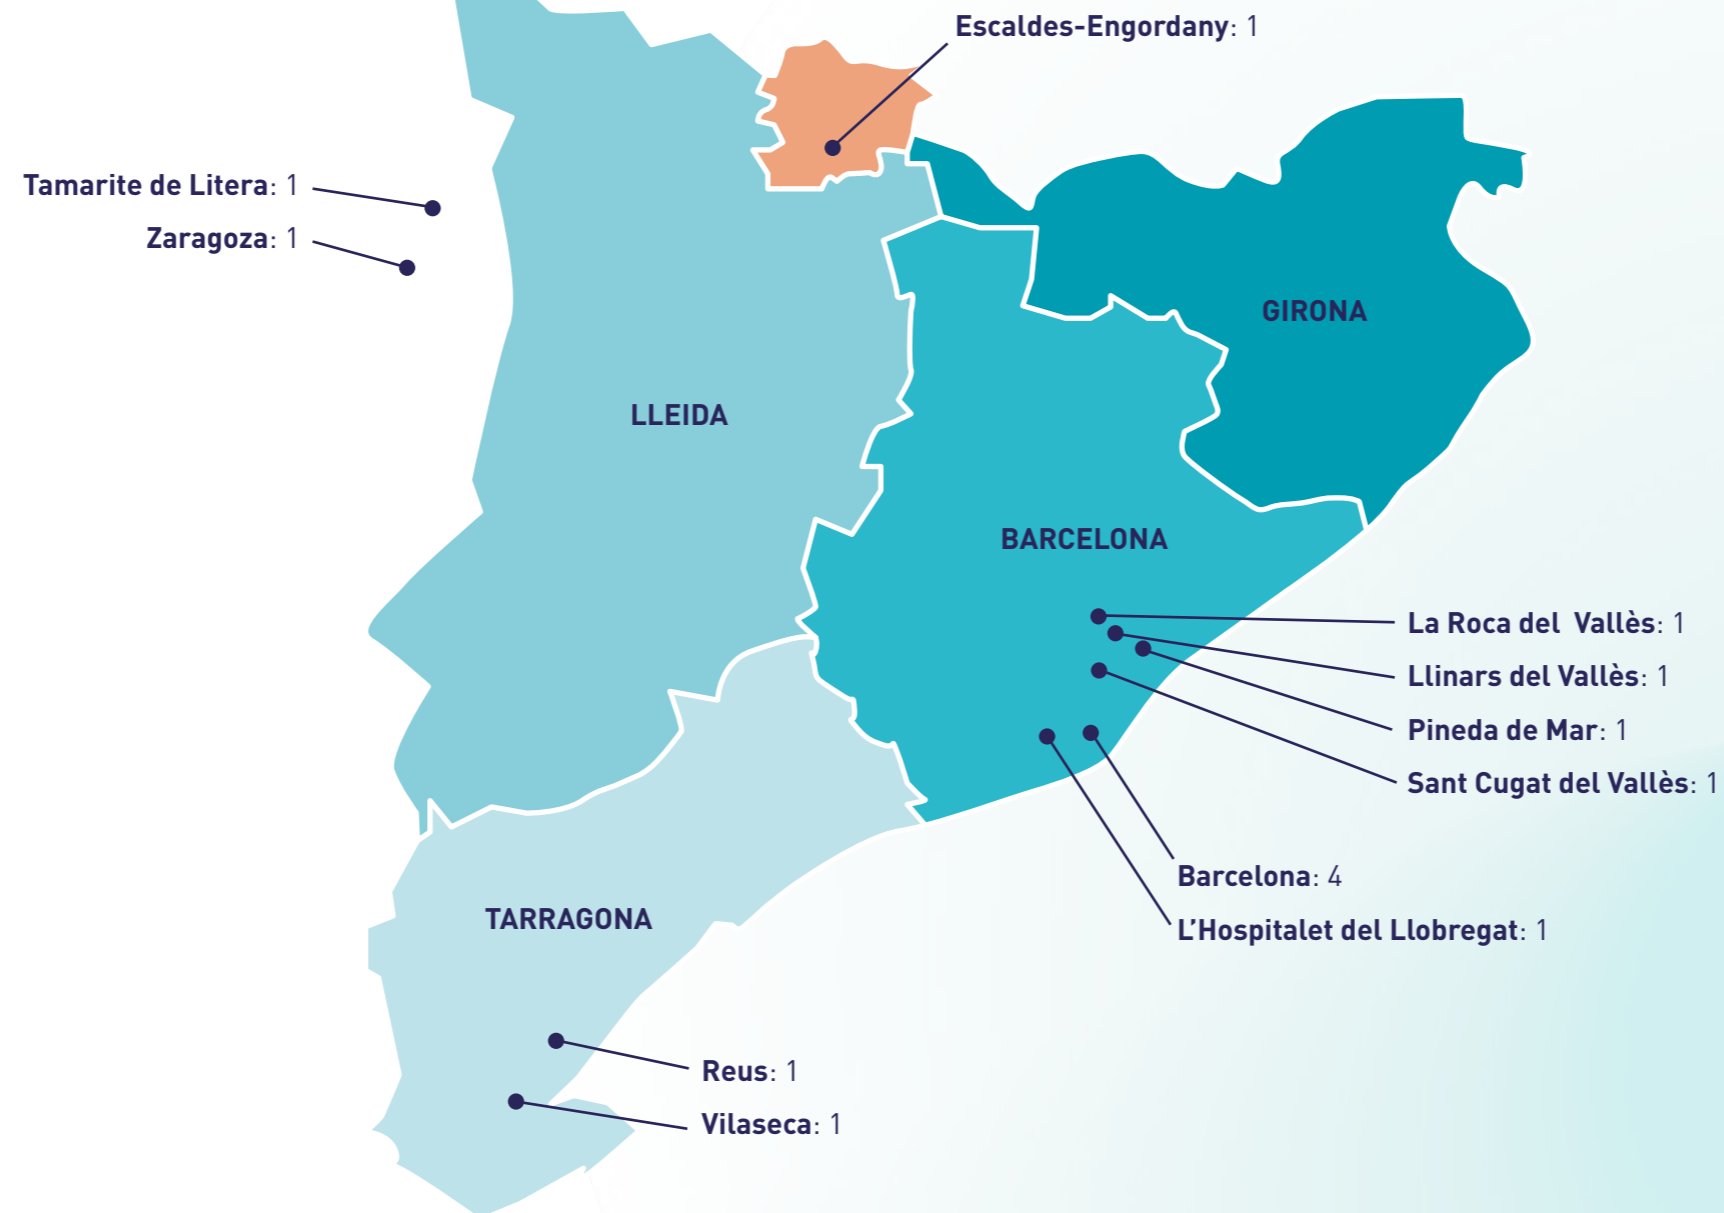 Escaldes-Engordany: 1
Tamarite de Litera: 1
Zaragoza: 1
GIRONA
LLEIDA
BARCELONA
La Roca del Vallès: 1
Llinars del Vallès: 1
Pineda de Mar: 1
Sant Cugat del Vallès: 1
Barcelona: 4
L’Hospitalet del Llobregat: 1
TARRAGONA
Reus: 1
Vilaseca: 1